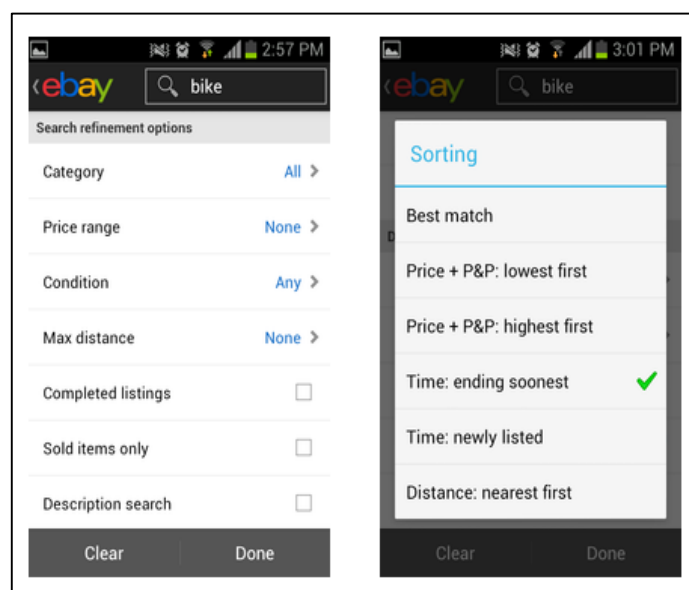 2:57 PM
ebay bike
Search refinement options
Category All
Price range None
Condition Any
Max distance None
Completed listings
Sold items only
Description search
Clear Done
3:01 PM
ebay bike
Sorting
D
Best match
Price + P&P: lowest first
Price + P&P: highest first
Time: ending soonest
Time: newly listed
Distance: nearest first
Clear Done